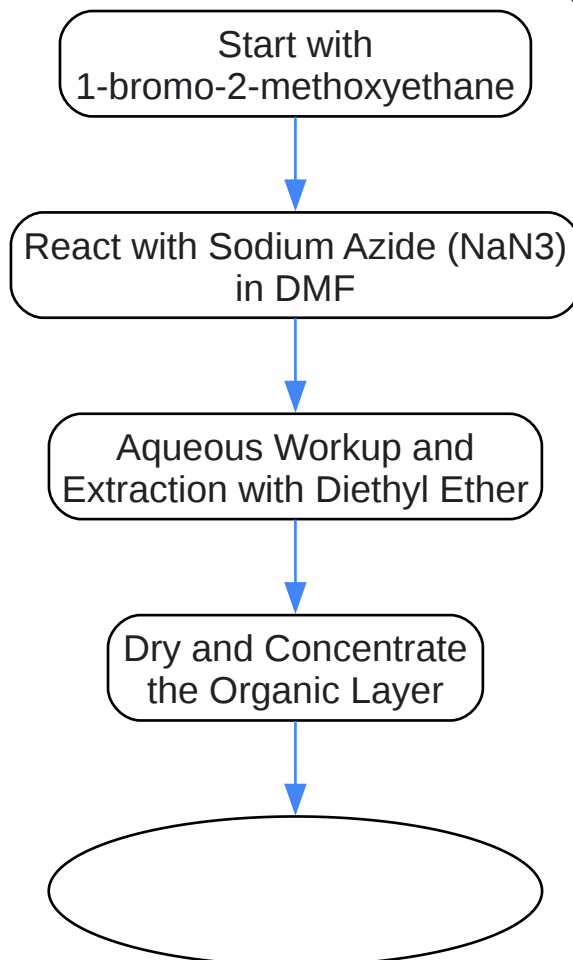 Start with
1-bromo-2-methoxyethane
React with Sodium Azide (NaN3)
in DMF
Aqueous Workup and
Extraction with Diethyl Ether
Dry and Concentrate
the Organic Layer